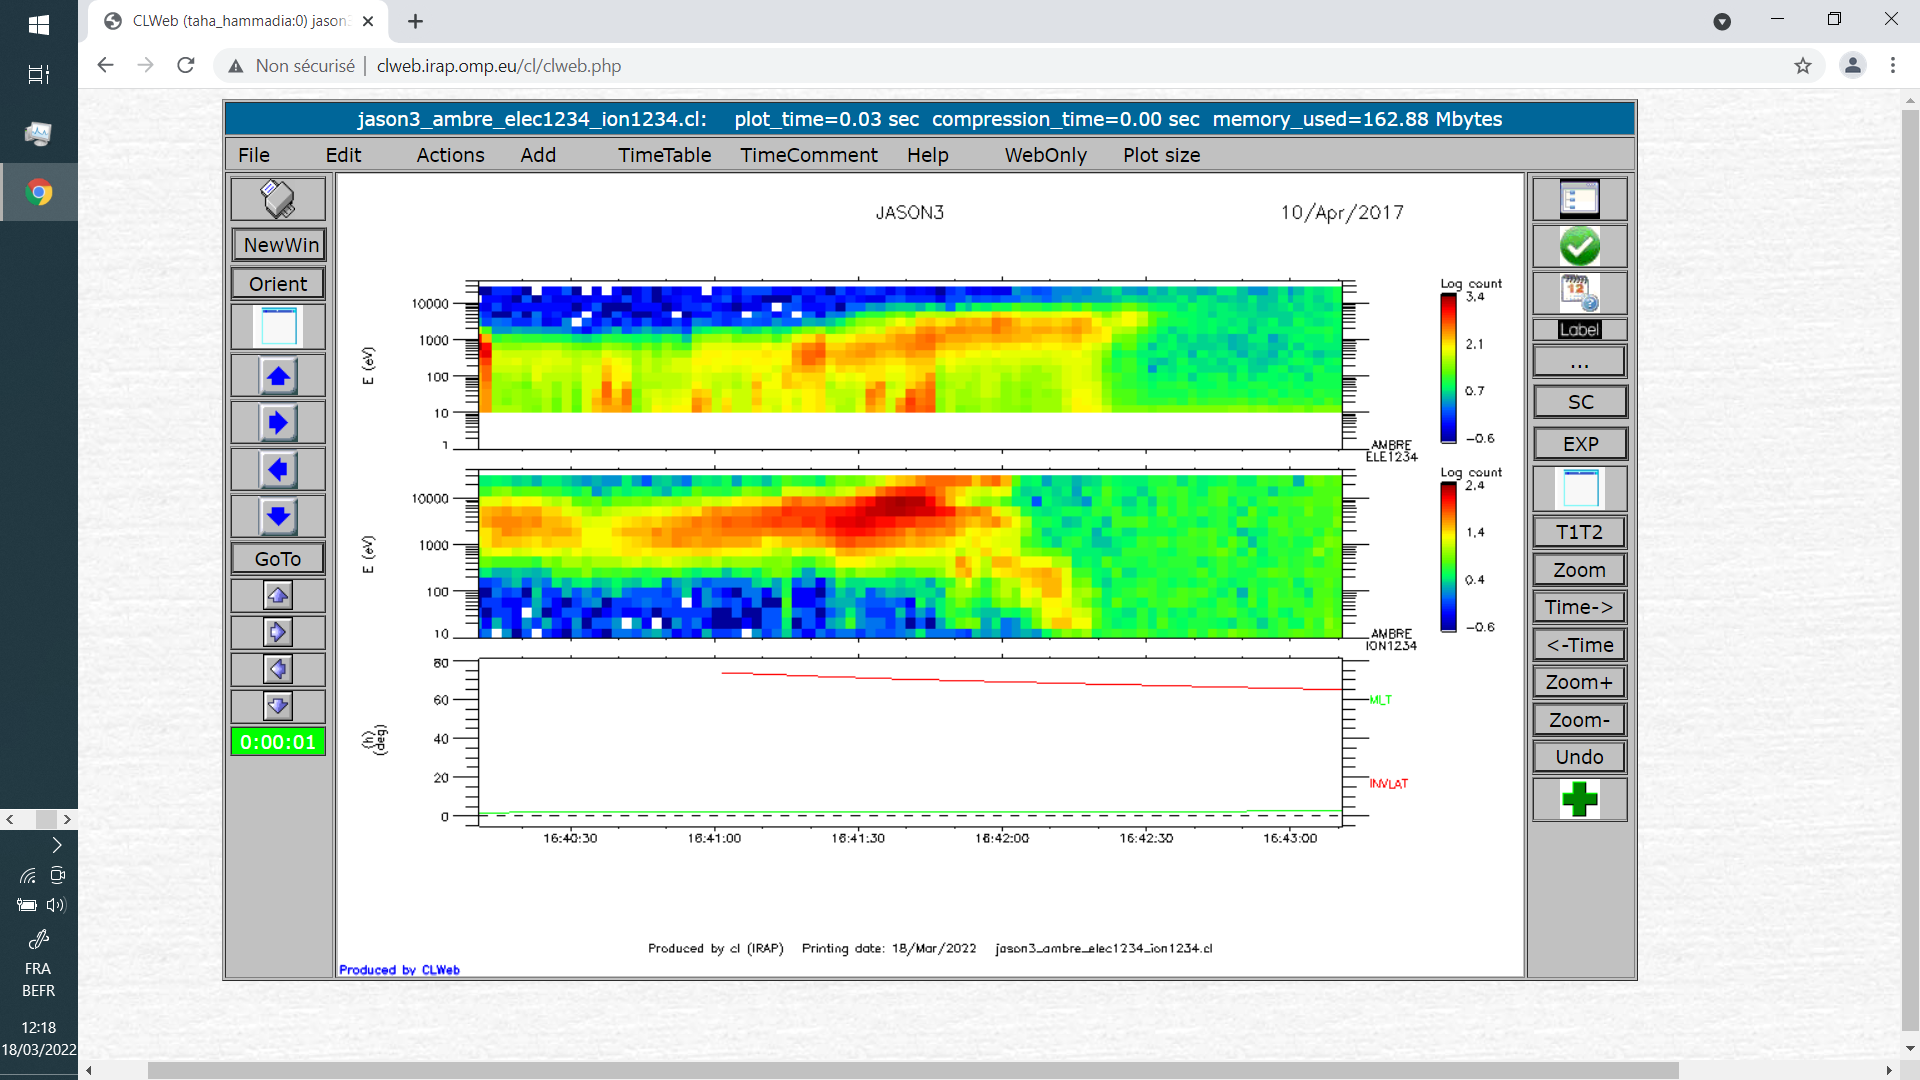 CLWeb (taha_hammadia:0) jason3
Non sécurisé | clweb.irap.omp.eu/cl/clweb.php
jason3_ambre_elec1234_ion1234.cl: plot_time=0.03 sec compression_time=0.00 sec memory_used=162.88 Mbytes
File Edit Actions Add TimeTable TimeComment Help WebOnly Plot size
NewWin
Orient
GoTo
0:00:01
JASON3 10/Apr/2017
E (eV)
10000
1000
100
10
1
Log count
3.4
2.1
0.7
-0.6
AMBRE
ELE1234
E (eV)
10000
1000
100
10
Log count
2.4
1.4
0.4
-0.6
AMBRE
ION1234
(h)
(deg)
80
60
40
20
0
MLT
INVLAT
16:40:30 16:41:00 16:41:30 16:42:00 16:42:30 16:43:00
Produced by cl (IRAP) Printing date: 18/Mar/2022 jason3_ambre_elec1234_ion1234.cl
Produced by CLWeb
12
Label
...
SC
EXP
T1T2
Zoom
Time->
<-Time
Zoom+
Zoom-
Undo
FRA
BEFR
12:18
18/03/2022